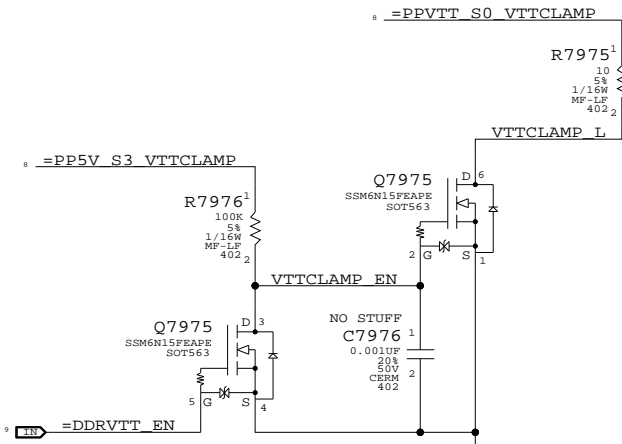 8 =PPVTT_S0_VTTCLAMP
R7975 1
10
5%
1/16W
MF-LF
402 2
VTTCLAMP_L
8 =PP5V_S3_VTTCLAMP
Q7975
SSM6N15FEAPE
SOT563
D 6
2 G S 1
R7976 1
100K
5%
1/16W
MF-LF
402
2
VTTCLAMP_EN
Q7975
SSM6N15FEAPE
SOT563
D 3
5 G S 4
NO STUFF
C7976 1
0.001UF
20%
50V
CERM
402
2
9 IN =DDRVTT_EN